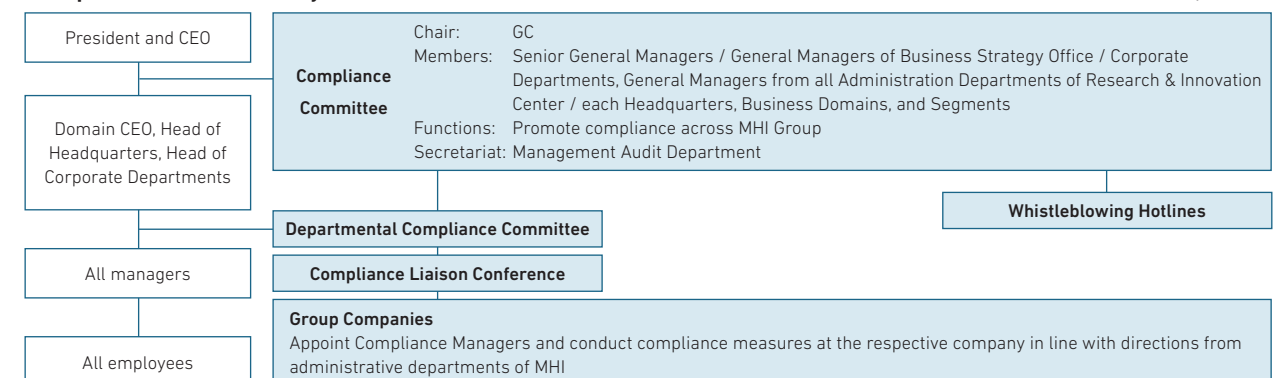 President and CEO
Domain CEO, Head of
Headquarters, Head of
Corporate Departments
All managers
All employees
Compliance
Committee
Chair: GC
Members: Senior General Managers / General Managers of Business Strategy Office / Corporate
Departments, General Managers from all Administration Departments of Research & Innovation
Center / each Headquarters, Business Domains, and Segments
Functions: Promote compliance across MHI Group
Secretariat: Management Audit Department
Whistleblowing Hotlines
Departmental Compliance Committee
Compliance Liaison Conference
Group Companies
Appoint Compliance Managers and conduct compliance measures at the respective company in line with directions from
administrative departments of MHI